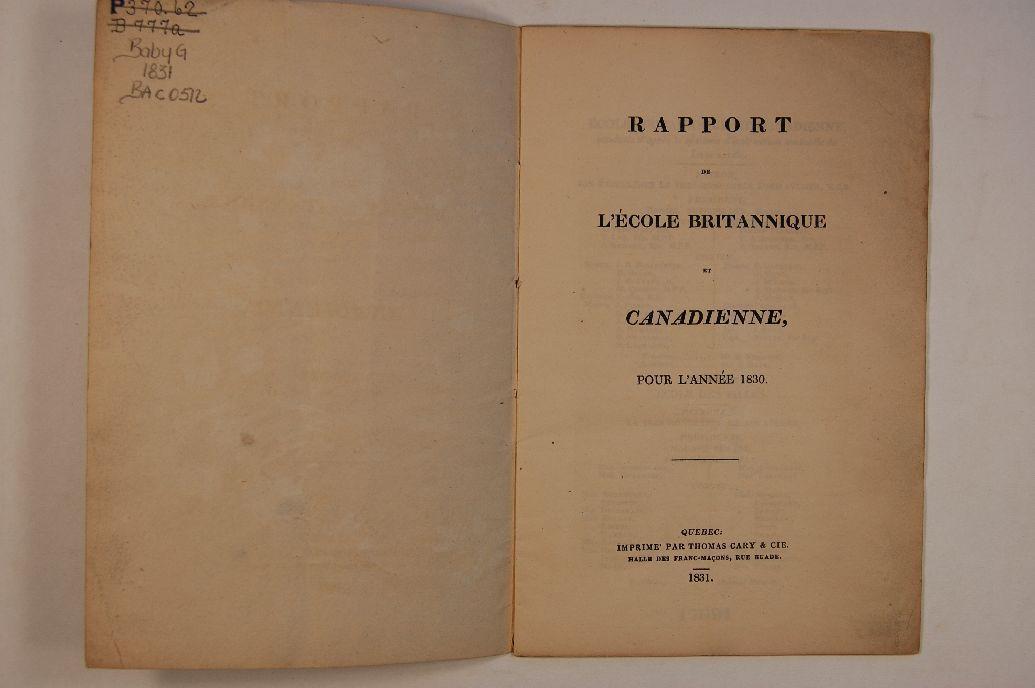 P370.62
B777a
Baby G
1831
BAC0512
RAPPORT
DE
L'ÉCOLE BRITANNIQUE
ET
CANADIENNE,
POUR L'ANNÉE 1830.
QUEBEC:
IMPRIME' PAR THOMAS CARY & CIE.
HALLE DES FRANC-MAÇONS, RUE BUADE.
1831.